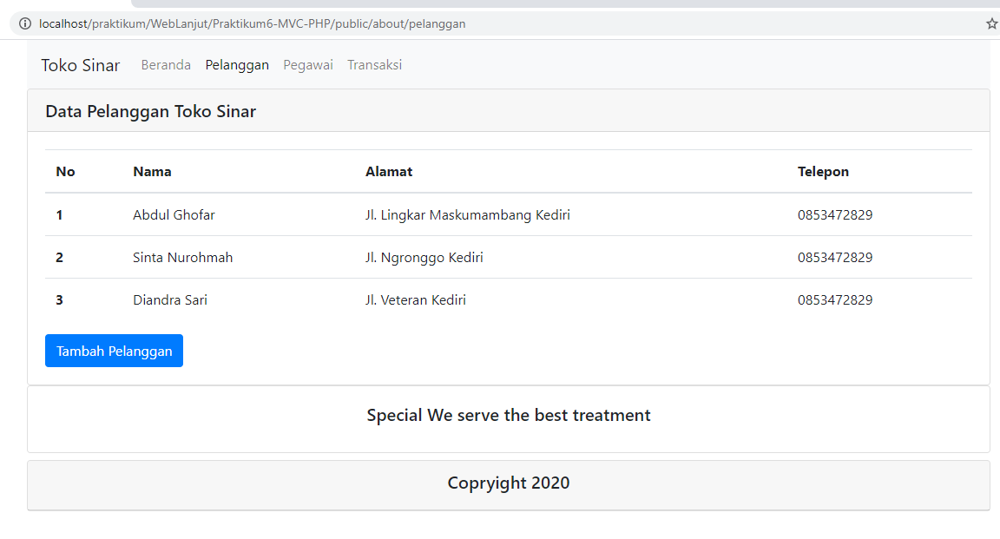 localhost/praktikum/WebLanjut/Praktikum6-MVC-PHP/public/about/pelanggan
Toko Sinar Beranda Pelanggan Pegawai Transaksi
Data Pelanggan Toko Sinar
No Nama Alamat Telepon
1 Abdul Ghofar Jl. Lingkar Maskumambang Kediri 0853472829
2 Sinta Nurohmah Jl. Ngronggo Kediri 0853472829
3 Diandra Sari Jl. Veteran Kediri 0853472829
Tambah Pelanggan
Special We serve the best treatment
Copryight 2020